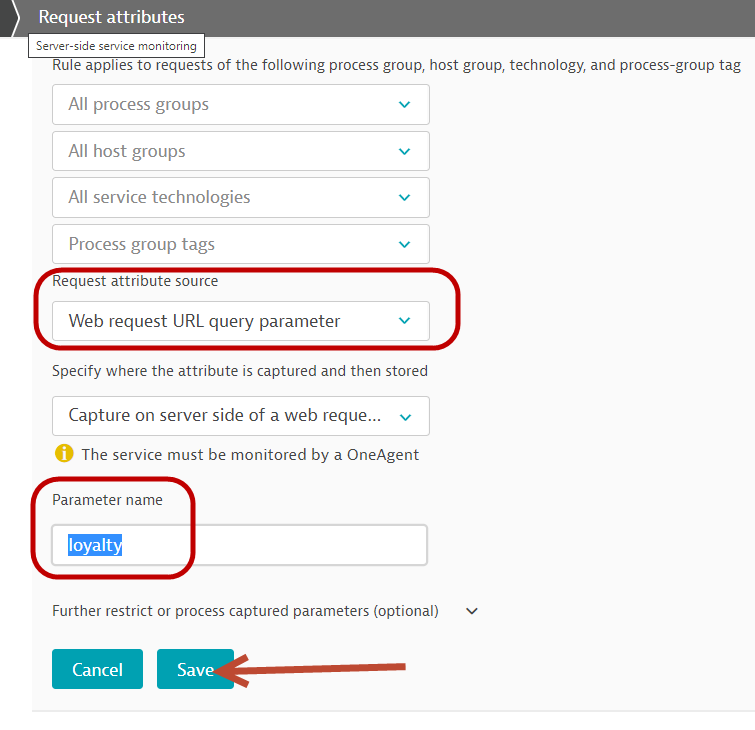 Request attributes
Server-side service monitoring
Rule applies to requests of the following process group, host group, technology, and process-group tag
All process groups
All host groups
All service technologies
Process group tags
Request attribute source
Web request URL query parameter
Specify where the attribute is captured and then stored
Capture on server side of a web reque...
The service must be monitored by a OneAgent
Parameter name
loyalty
Further restrict or process captured parameters (optional)
Cancel
Save